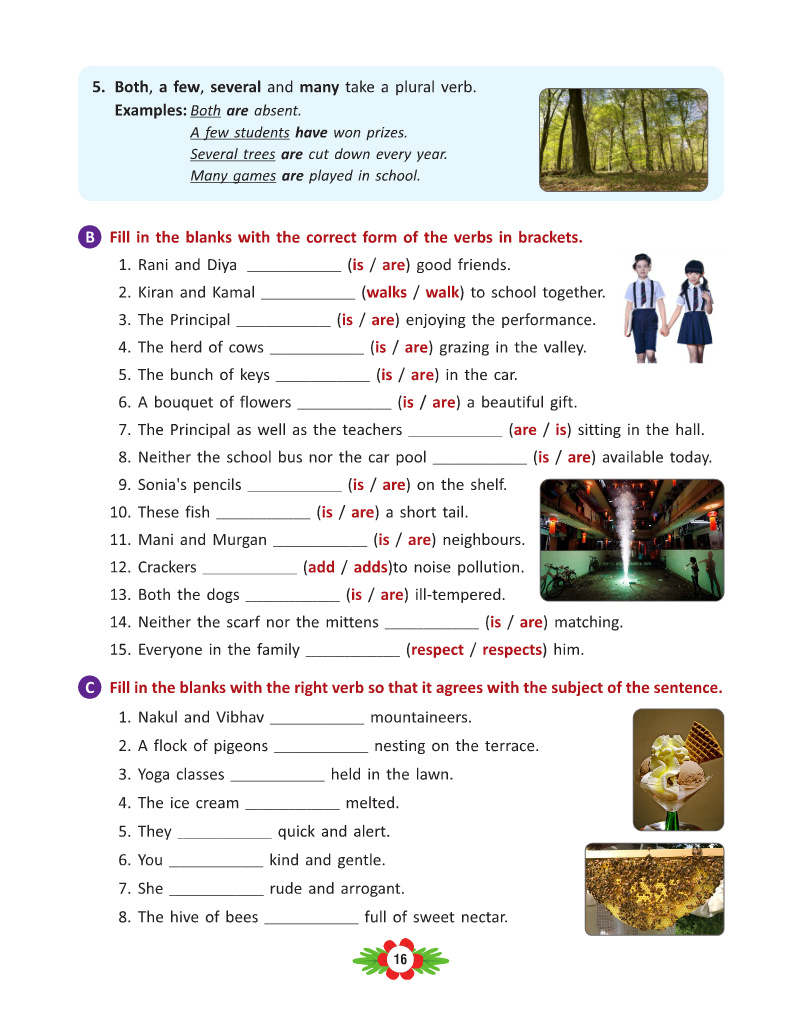 5. Both, a few, several and many take a plural verb.
Examples: Both are absent.
A few students have won prizes.
Several trees are cut down every year.
Many games are played in school.
B Fill in the blanks with the correct form of the verbs in brackets.
1. Rani and Diya ___________ (is / are) good friends.
2. Kiran and Kamal ___________ (walks / walk) to school together.
3. The Principal ___________ (is / are) enjoying the performance.
4. The herd of cows ___________ (is / are) grazing in the valley.
5. The bunch of keys ___________ (is / are) in the car.
6. A bouquet of flowers ___________ (is / are) a beautiful gift.
7. The Principal as well as the teachers ___________ (are / is) sitting in the hall.
8. Neither the school bus nor the car pool ___________ (is / are) available today.
9. Sonia's pencils ___________ (is / are) on the shelf.
10. These fish ___________ (is / are) a short tail.
11. Mani and Murgan ___________ (is / are) neighbours.
12. Crackers ___________ (add / adds)to noise pollution.
13. Both the dogs ___________ (is / are) ill-tempered.
14. Neither the scarf nor the mittens ___________ (is / are) matching.
15. Everyone in the family ___________ (respect / respects) him.
C Fill in the blanks with the right verb so that it agrees with the subject of the sentence.
1. Nakul and Vibhav ___________ mountaineers.
2. A flock of pigeons ___________ nesting on the terrace.
3. Yoga classes ___________ held in the lawn.
4. The ice cream ___________ melted.
5. They ___________ quick and alert.
6. You ___________ kind and gentle.
7. She ___________ rude and arrogant.
8. The hive of bees ___________ full of sweet nectar.
16